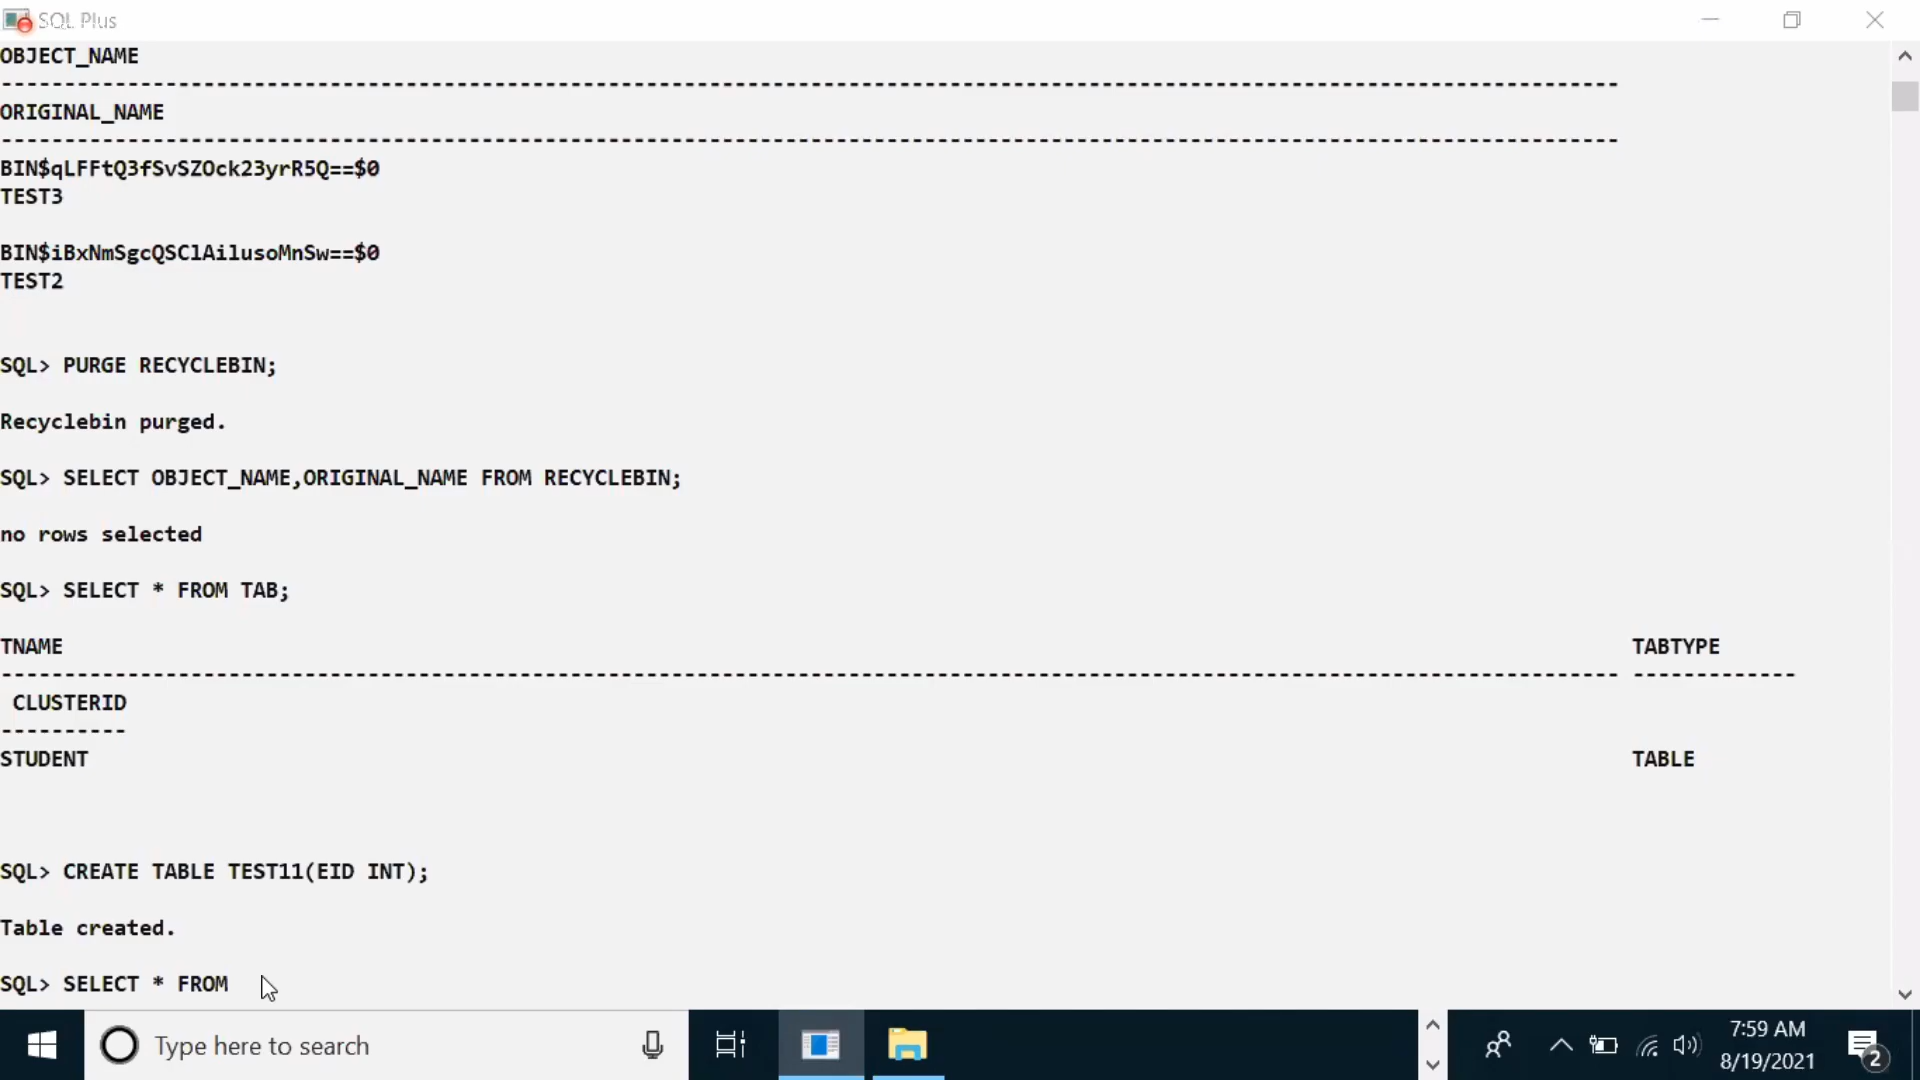 SQL Plus
OBJECT_NAME
--------------------------------------------------------------------------------------------------------------------------------
ORIGINAL_NAME
--------------------------------------------------------------------------------------------------------------------------------
BIN$qLFFtQ3fSvSZOck23yrR5Q==$0
TEST3
BIN$iBxNmSgcQSClAilusoMnSw==$0
TEST2
SQL> PURGE RECYCLEBIN;
Recyclebin purged.
SQL> SELECT OBJECT_NAME,ORIGINAL_NAME FROM RECYCLEBIN;
no rows selected
SQL> SELECT * FROM TAB;
TNAME TABTYPE
-------------------------------------------------------------------------------------------------------------------------------- -------------
CLUSTERID
----------
STUDENT TABLE
SQL> CREATE TABLE TEST11(EID INT);
Table created.
SQL> SELECT * FROM
Type here to search
7:59 AM
8/19/2021
2